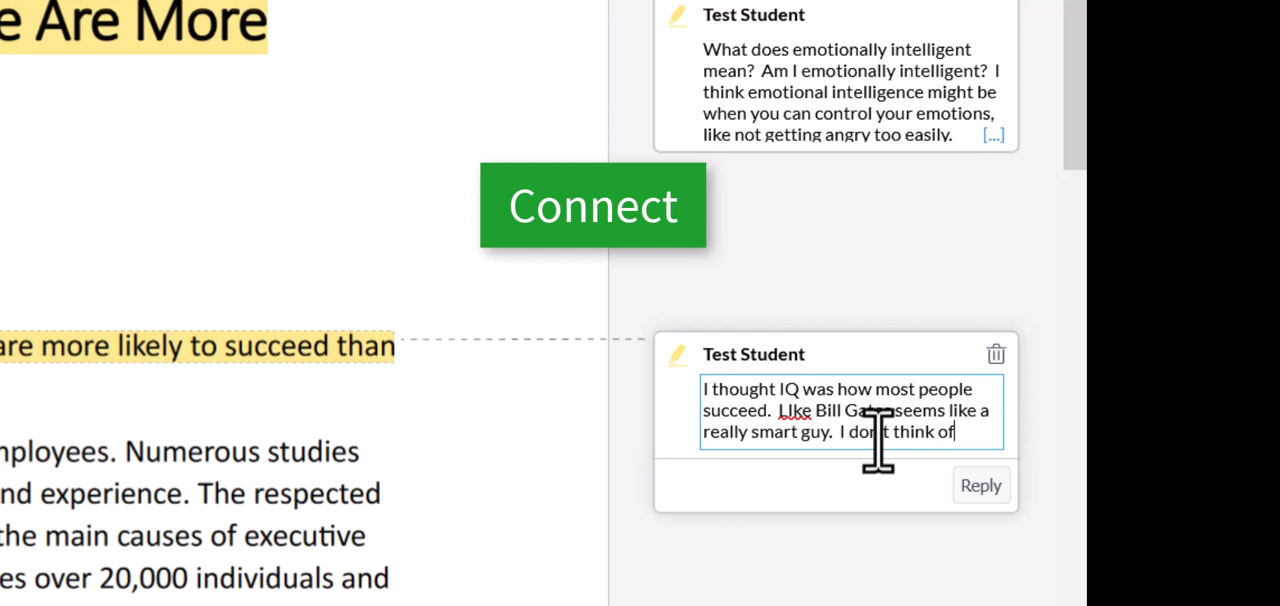 e Are More
are more likely to succeed than
mployees. Numerous studies
nd experience. The respected
the main causes of executive
es over 20,000 individuals and
Connect
Test Student
What does emotionally intelligent
mean? Am I emotionally intelligent? I
think emotional intelligence might be
when you can control your emotions,
like not getting angry too easily. [...]
Test Student
I thought IQ was how most people
succeed. LIke Bill Gates seems like a
really smart guy. I don't think of
Reply